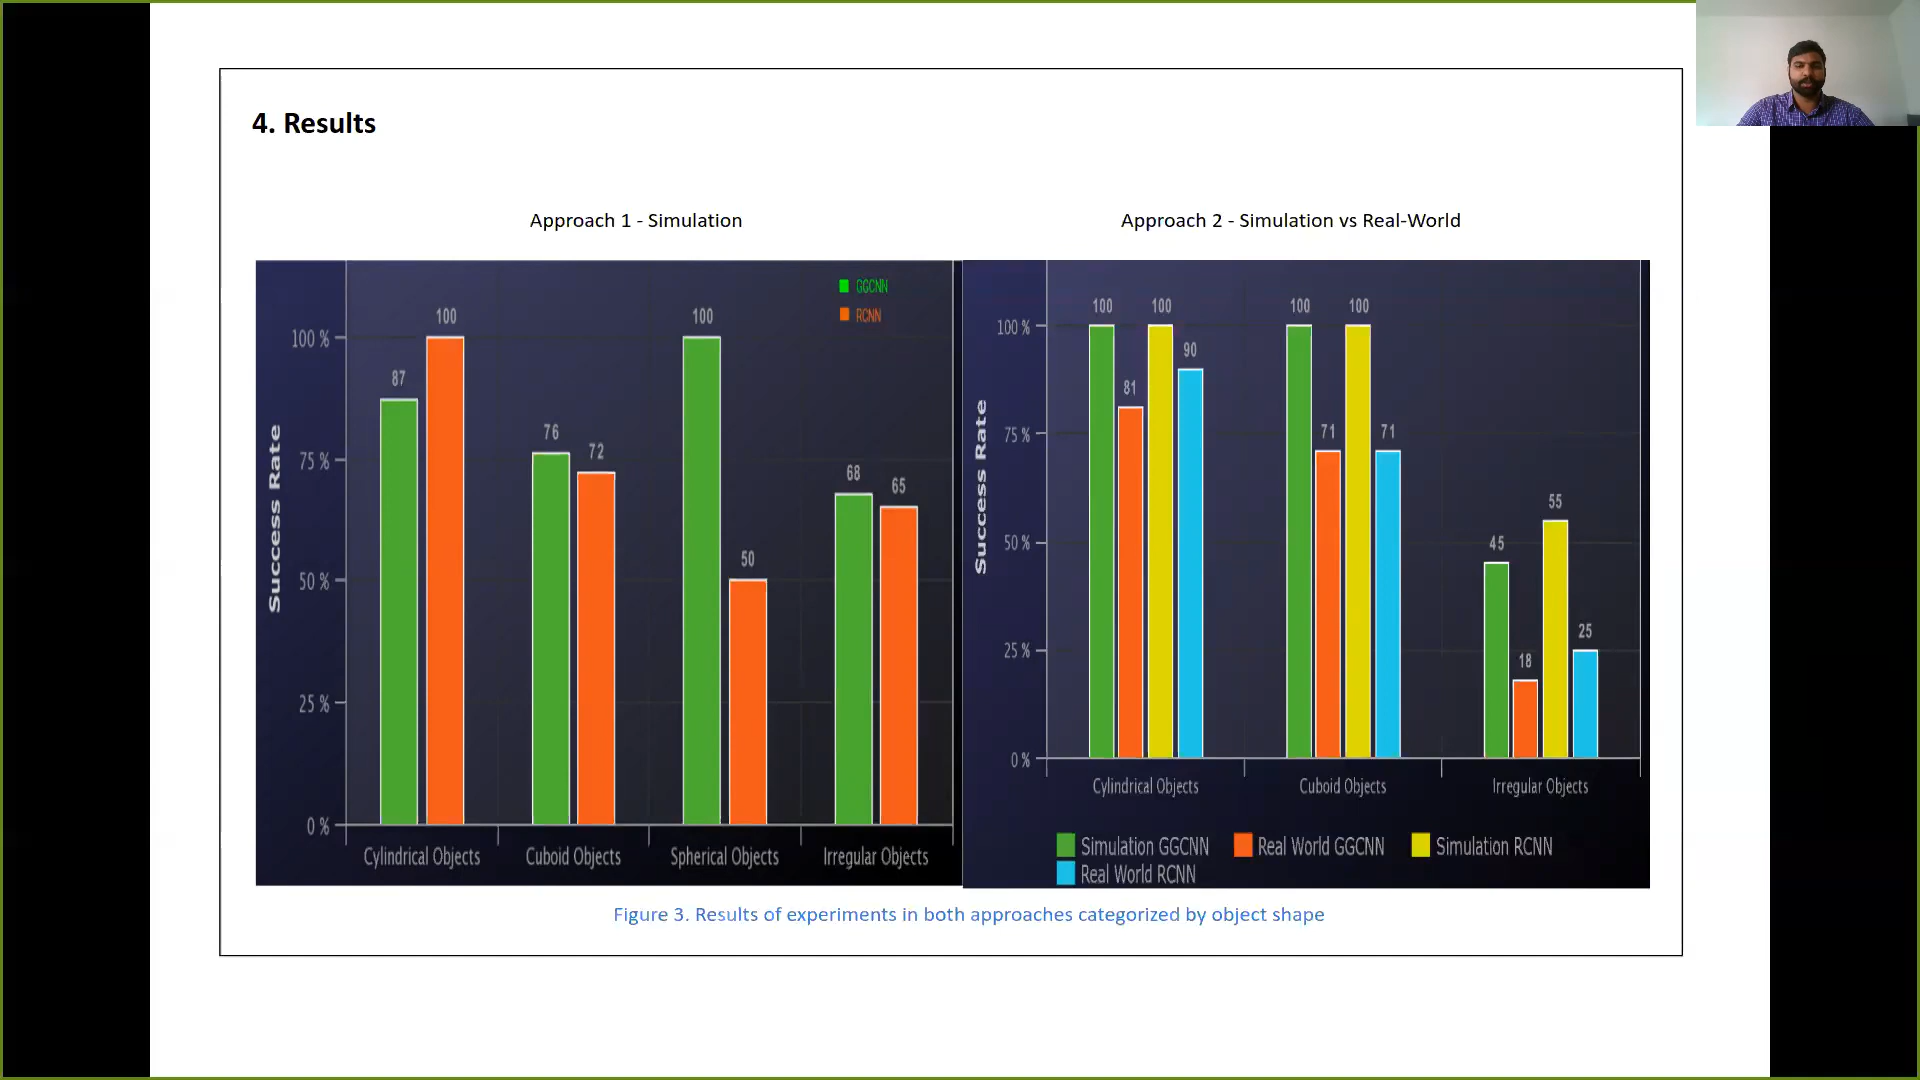 4. Results
Approach 1 - Simulation
GGCNN
RCNN
Success Rate
100 %
75 %
50 %
25 %
0 %
87
100
76
72
100
50
68
65
Cylindrical Objects
Cuboid Objects
Spherical Objects
Irregular Objects
Approach 2 - Simulation vs Real-World
Success Rate
100 %
75 %
50 %
25 %
0 %
100
81
100
90
100
71
100
71
45
18
55
25
Cylindrical Objects
Cuboid Objects
Irregular Objects
Simulation GGCNN
Real World GGCNN
Simulation RCNN
Real World RCNN
Figure 3. Results of experiments in both approaches categorized by object shape